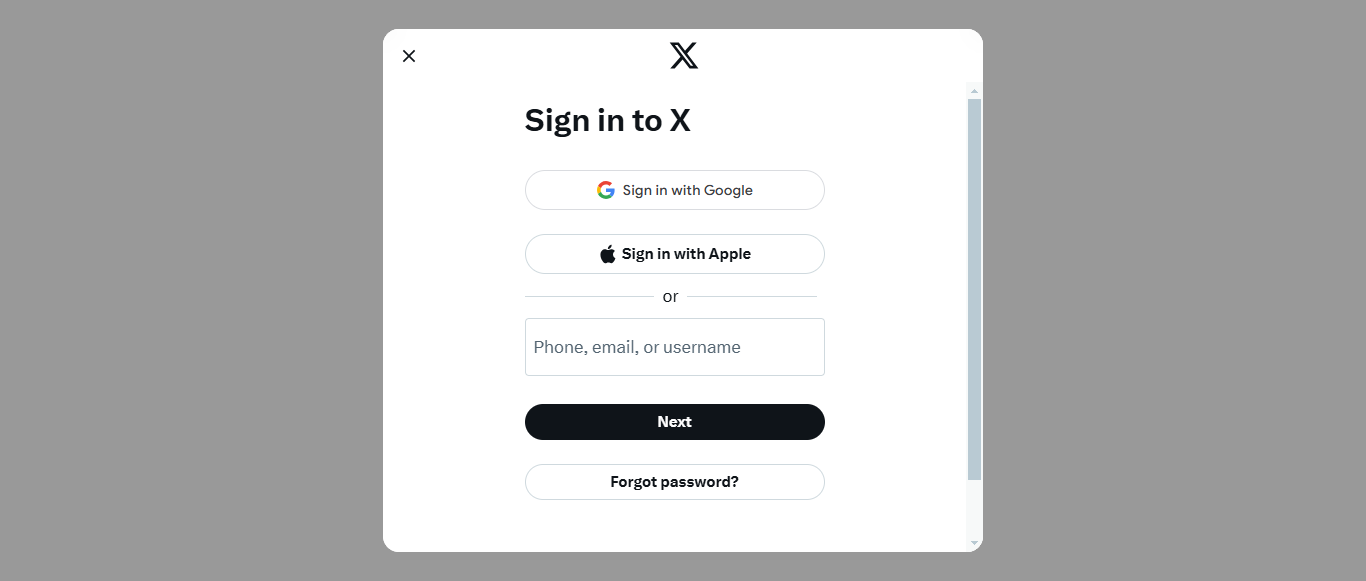 Sign in to X
Sign in with Google
Sign in with Apple
or
Phone, email, or username
Next
Forgot password?